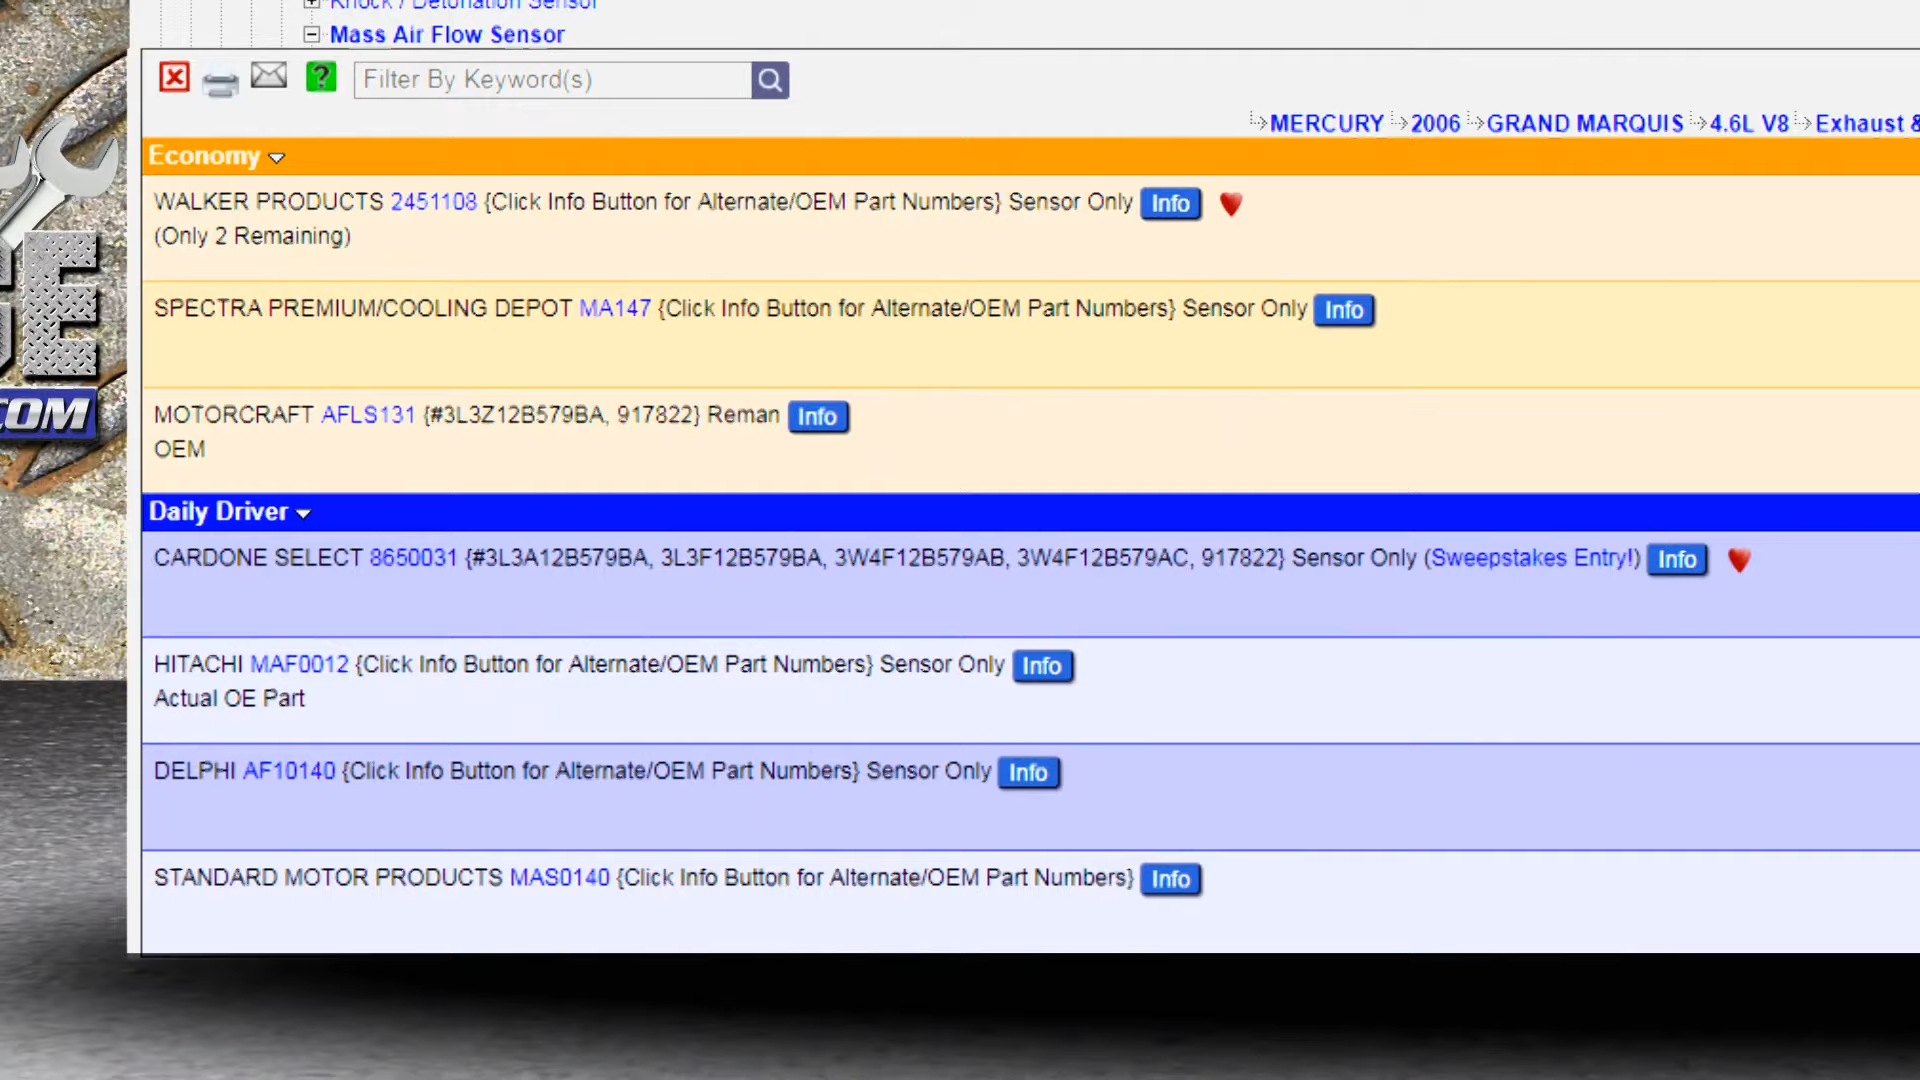 Knock / Detonation Sensor
Mass Air Flow Sensor
Filter By Keyword(s)
MERCURY 2006 GRAND MARQUIS 4.6L V8 Exhaust &
Economy
WALKER PRODUCTS 2451108 {Click Info Button for Alternate/OEM Part Numbers} Sensor Only Info
(Only 2 Remaining)
SPECTRA PREMIUM/COOLING DEPOT MA147 {Click Info Button for Alternate/OEM Part Numbers} Sensor Only Info
MOTORCRAFT AFLS131 {#3L3Z12B579BA, 917822} Reman Info
OEM
Daily Driver
CARDONE SELECT 8650031 {#3L3A12B579BA, 3L3F12B579BA, 3W4F12B579AB, 3W4F12B579AC, 917822} Sensor Only (Sweepstakes Entry!) Info
HITACHI MAF0012 {Click Info Button for Alternate/OEM Part Numbers} Sensor Only Info
Actual OE Part
DELPHI AF10140 {Click Info Button for Alternate/OEM Part Numbers} Sensor Only Info
STANDARD MOTOR PRODUCTS MAS0140 {Click Info Button for Alternate/OEM Part Numbers} Info
GE
.COM